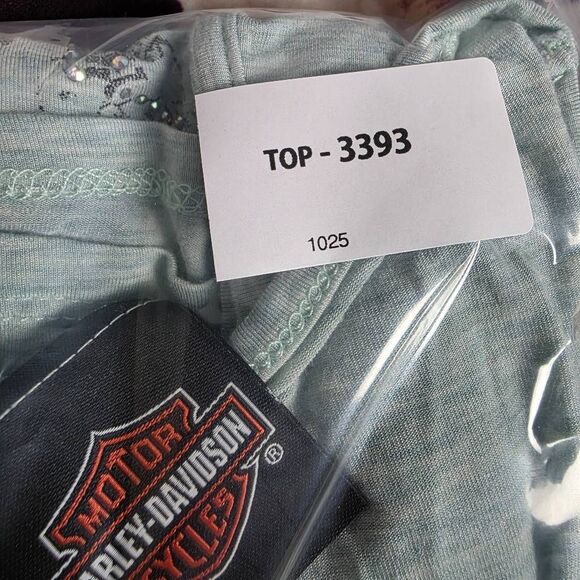 TOP - 3393
1025
MOTOR
HARLEY-DAVIDSON
CYCLES
®